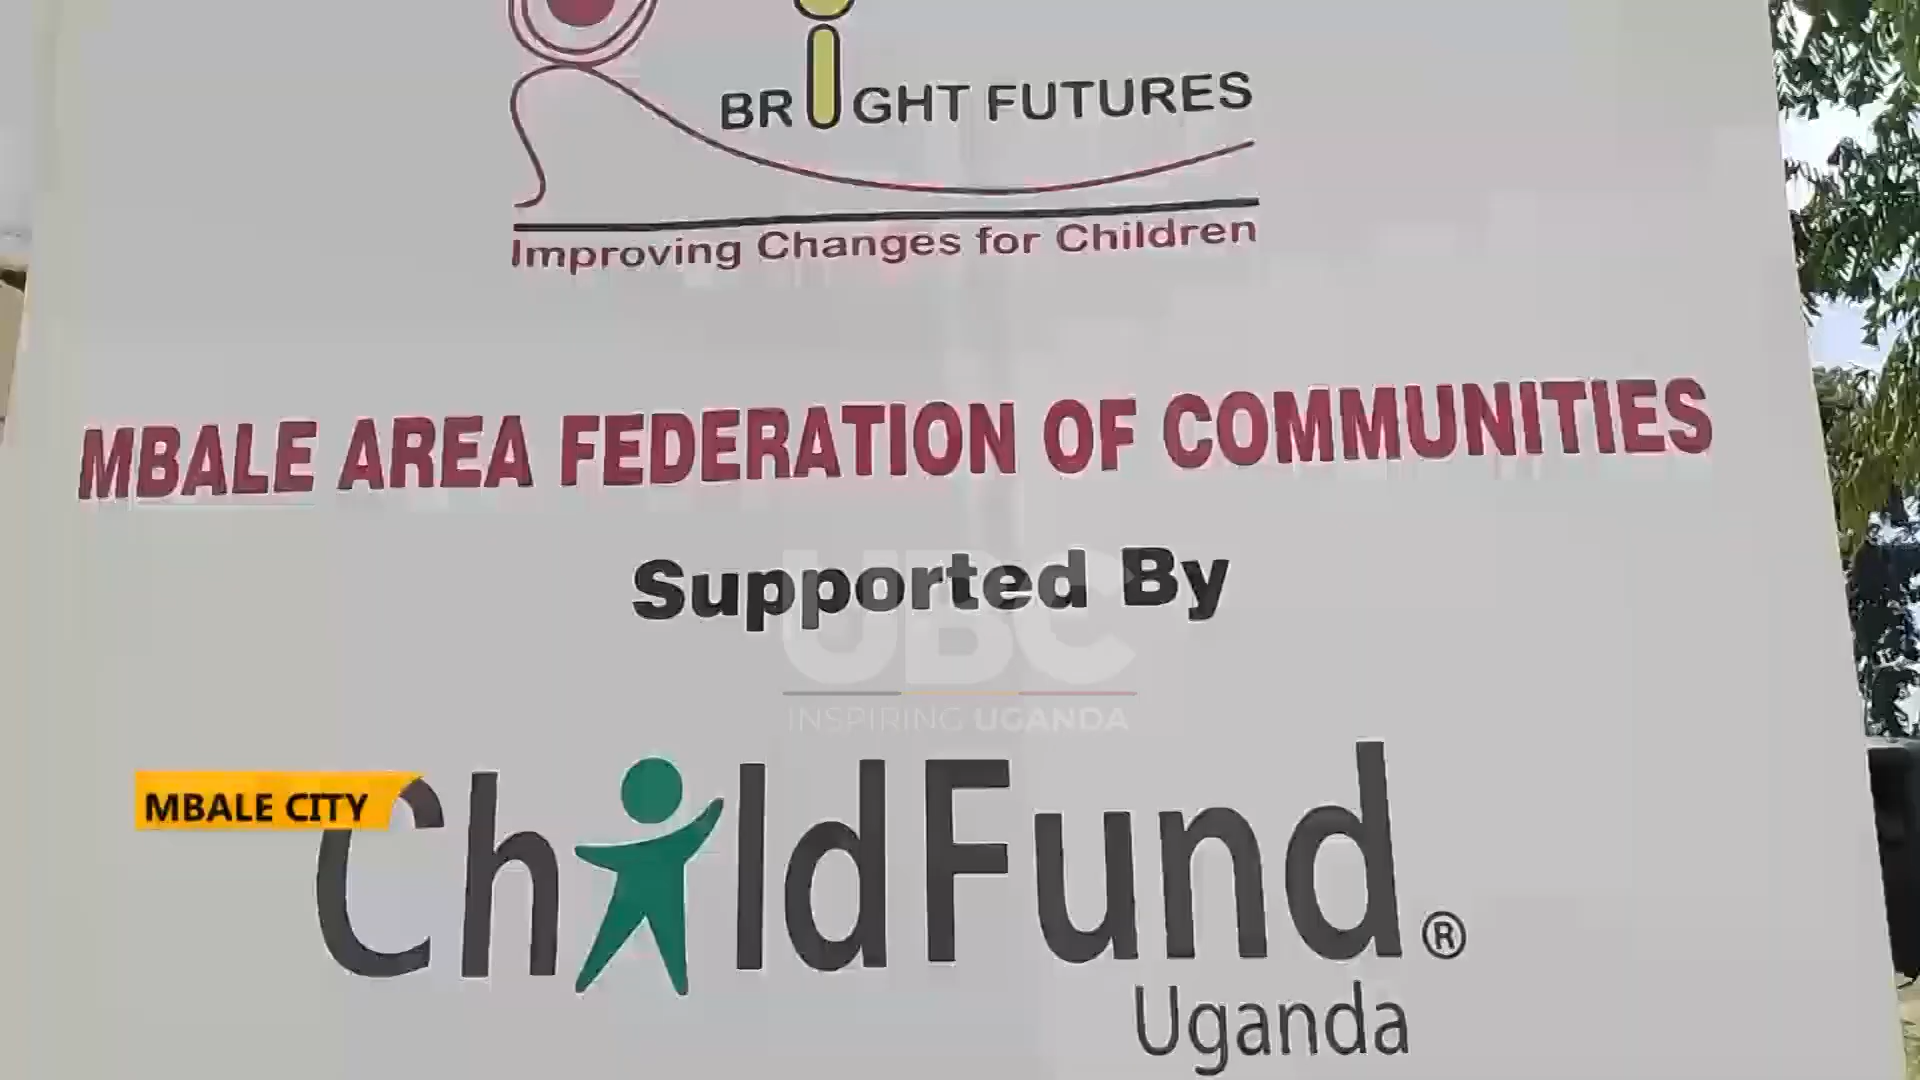 BRiGHT FUTURES
Improving Changes for Children
MBALE AREA FEDERATION OF COMMUNITIES
Supported By
UBC
INSPIRING UGANDA
MBALE CITY
ChildFund®
Uganda